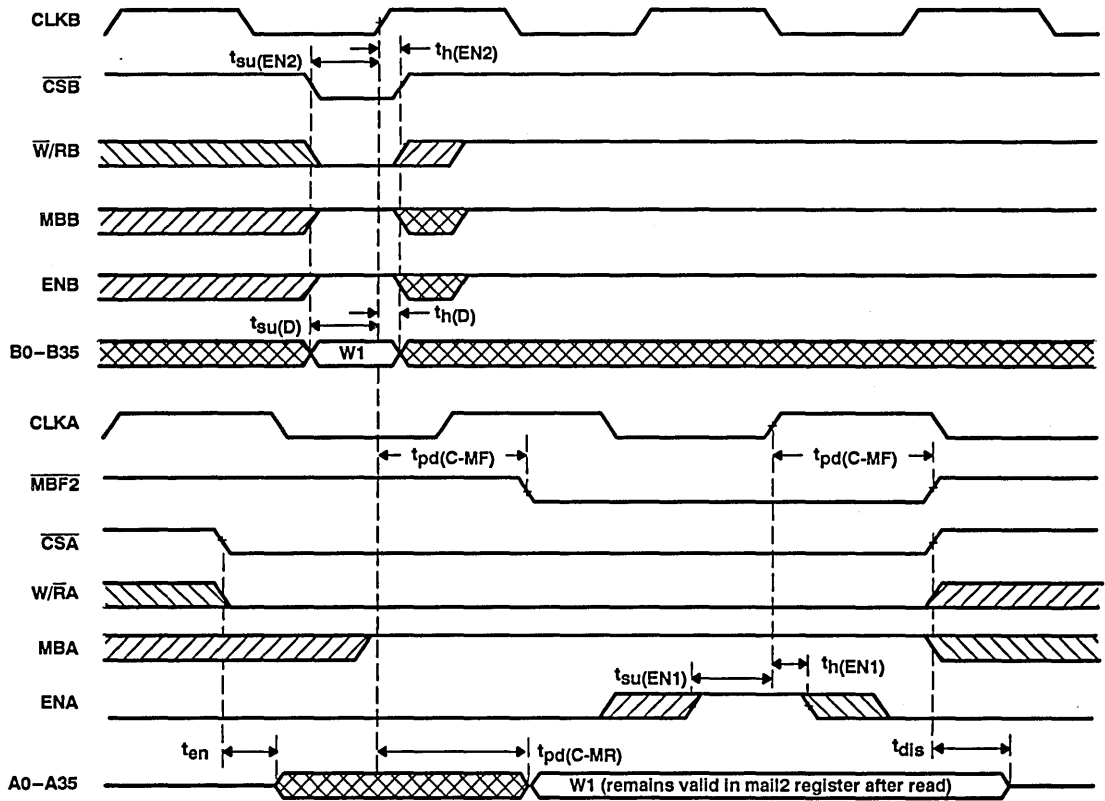 CLKB
tsu(EN2)
th(EN2)
CSB
W/RB
MBB
ENB
tsu(D)
th(D)
B0–B35
W1
CLKA
tpd(C-MF)
tpd(C-MF)
MBF2
CSA
W/RA
MBA
tsu(EN1)
th(EN1)
ENA
ten
tpd(C-MR)
tdis
A0–A35
W1 (remains valid in mail2 register after read)